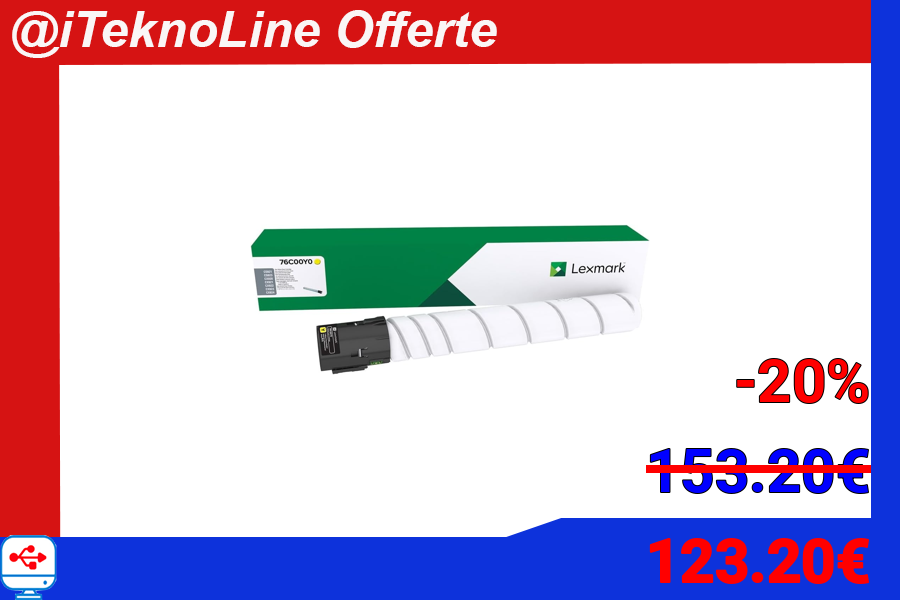 @iTeknoLine Offerte
76C00Y0
Lexmark
-20%
153.20€
123.20€